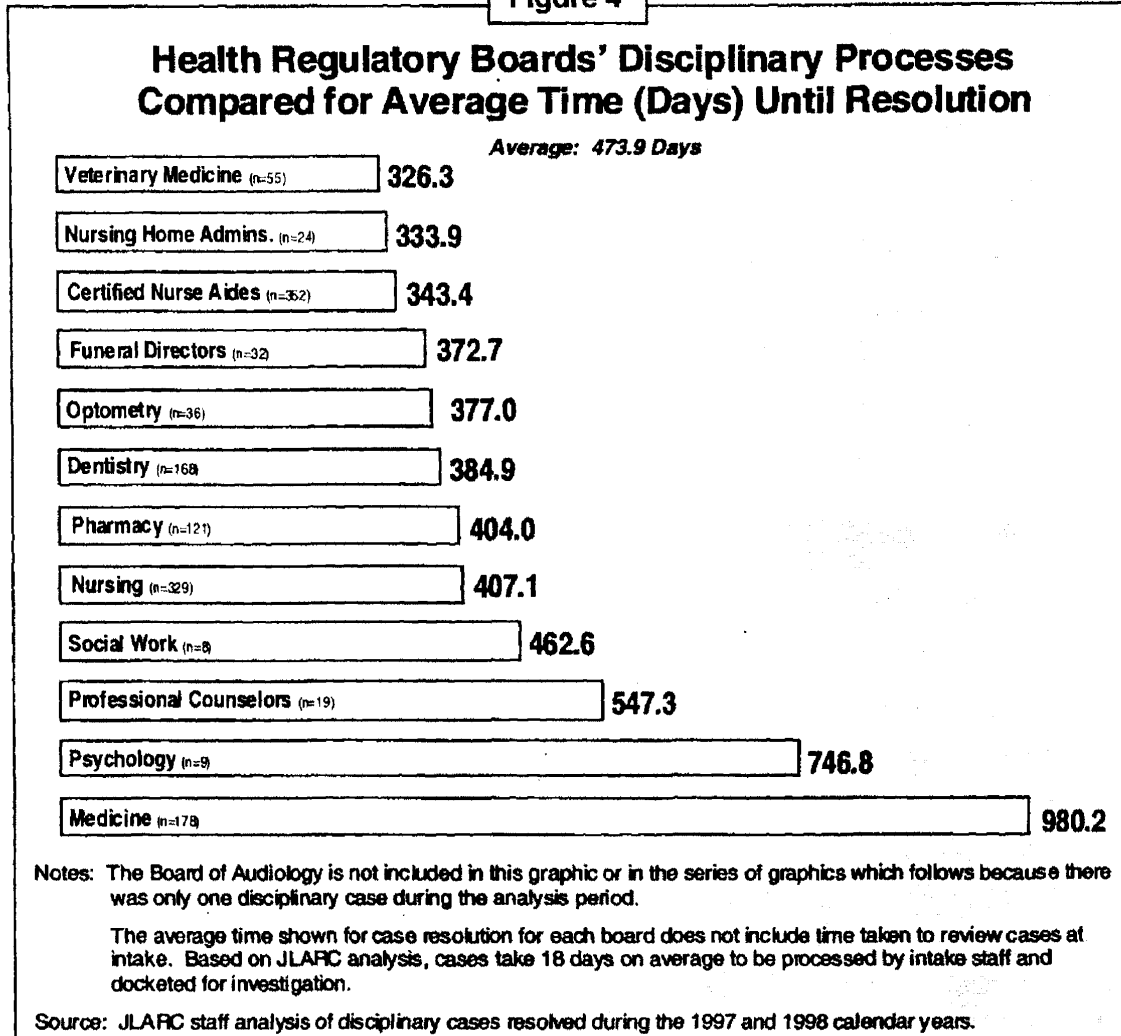 Figure 4
Health Regulatory Boards' Disciplinary Processes
Compared for Average Time (Days) Until Resolution
Average: 473.9 Days
Veterinary Medicine (n=55) 326.3
Nursing Home Admins. (n=24) 333.9
Certified Nurse Aides (n=352) 343.4
Funeral Directors (n=32) 372.7
Optometry (n=36) 377.0
Dentistry (n=168) 384.9
Pharmacy (n=121) 404.0
Nursing (n=329) 407.1
Social Work (n=8) 462.6
Professional Counselors (n=19) 547.3
Psychology (n=9) 746.8
Medicine (n=178) 980.2
Notes: The Board of Audiology is not included in this graphic or in the series of graphics which follows because there
was only one disciplinary case during the analysis period.
The average time shown for case resolution for each board does not include time taken to review cases at
intake. Based on JLARC analysis, cases take 18 days on average to be processed by intake staff and
docketed for investigation.
Source: JLARC staff analysis of disciplinary cases resolved during the 1997 and 1998 calendar years.